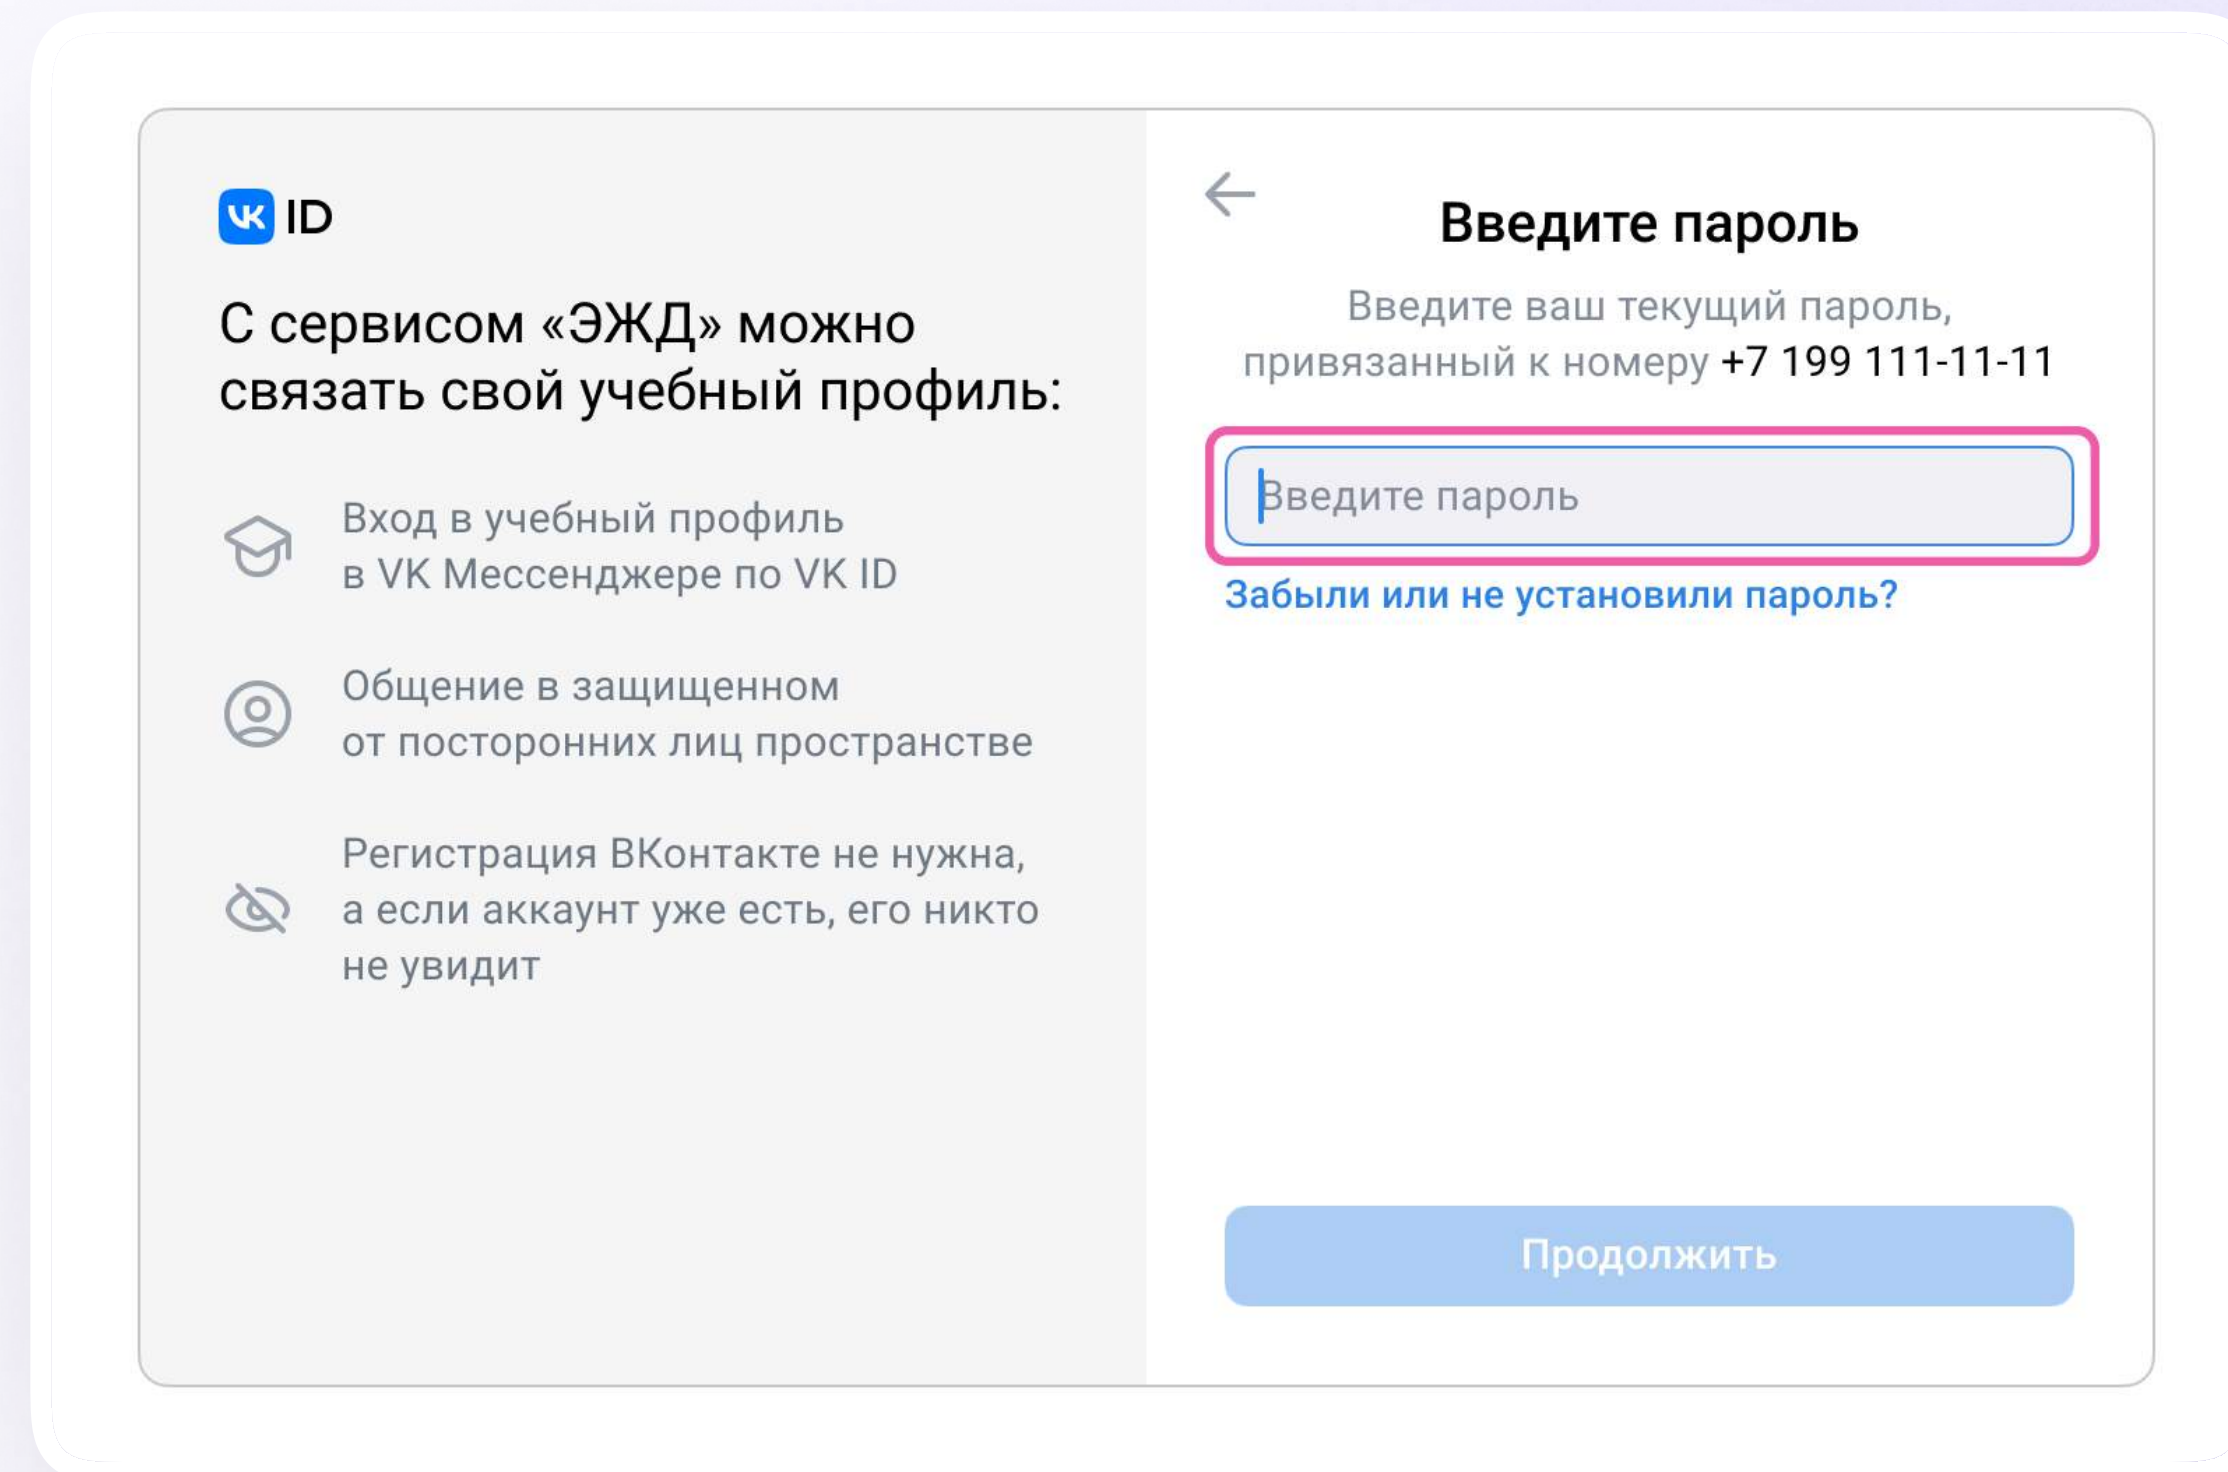 VK ID
С сервисом «ЭЖД» можно
связать свой учебный профиль:
Вход в учебный профиль
в VK Мессенджере по VK ID
Общение в защищенном
от посторонних лиц пространстве
Регистрация ВКонтакте не нужна,
а если аккаунт уже есть, его никто
не увидит
Введите пароль
Введите ваш текущий пароль,
привязанный к номеру +7 199 111-11-11
Введите пароль
Забыли или не установили пароль?
Продолжить